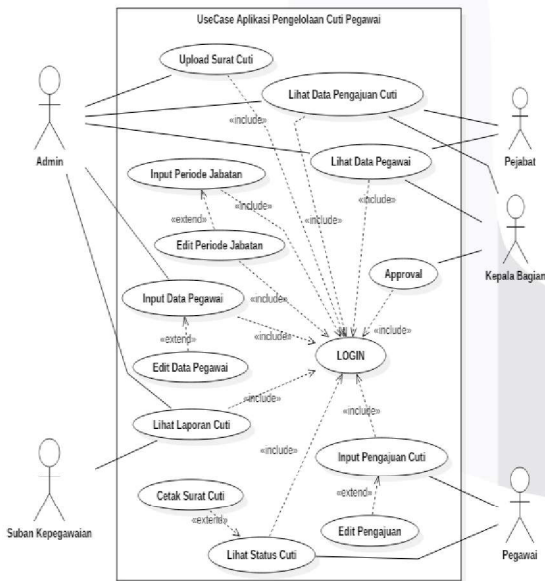 UseCase Aplikasi Pengelolaan Cuti Pegawai
Upload Surat Cuti
Lihat Data Pengajuan Cuti
«include»
«include»
Admin
Pejabat
Lihat Data Pegawai
Input Periode Jabatan
«include»
«include»
«include»
«extend»
Edit Periode Jabatan
Approval
Kepala Bagian
Input Data Pegawai
«include»
«include»
«extend»
«include»
LOGIN
Edit Data Pegawai
«include»
Lihat Laporan Cuti
«include»
«include»
Input Pengajuan Cuti
Cetak Surat Cuti
«extend»
«extend»
Edit Pengajuan
Suban Kepegawaian
Lihat Status Cuti
Pegawai